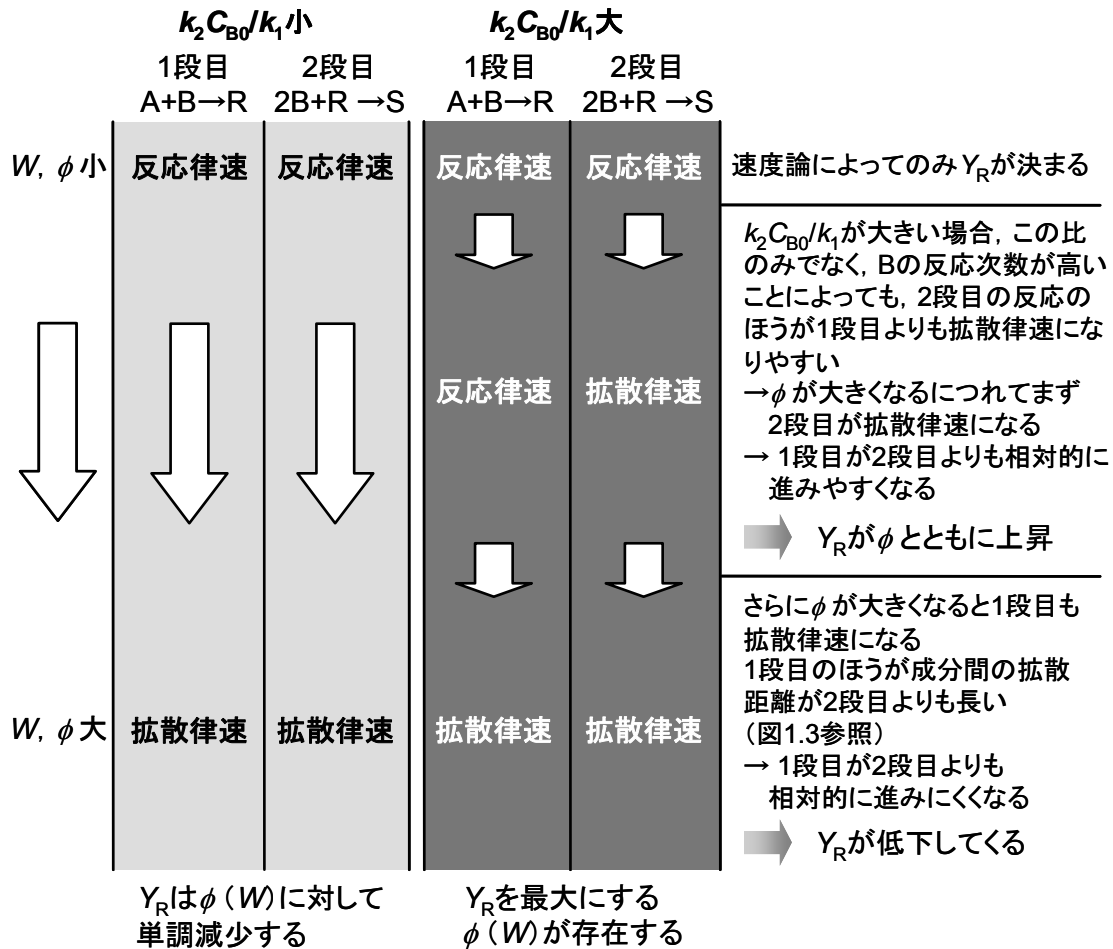 k₂C_B0/k₁小
k₂C_B0/k₁大
1段目
A+B→R
2段目
2B+R →S
1段目
A+B→R
2段目
2B+R →S
W, φ小
反応律速
反応律速
反応律速
反応律速
速度論によってのみY_Rが決まる
k₂C_B0/k₁が大きい場合, この比
のみでなく, Bの反応次数が高い
ことによっても, 2段目の反応の
ほうが1段目よりも拡散律速にな
りやすい
→φが大きくなるにつれてまず
2段目が拡散律速になる
→ 1段目が2段目よりも相対的に
進みやすくなる
Y_Rがφとともに上昇
反応律速
拡散律速
さらにφが大きくなると1段目も
拡散律速になる
1段目のほうが成分間の拡散
距離が2段目よりも長い
(図1.3参照)
→ 1段目が2段目よりも
相対的に進みにくくなる
Y_Rが低下してくる
W, φ大
拡散律速
拡散律速
拡散律速
拡散律速
Y_Rはφ(W)に対して
単調減少する
Y_Rを最大にする
φ(W)が存在する